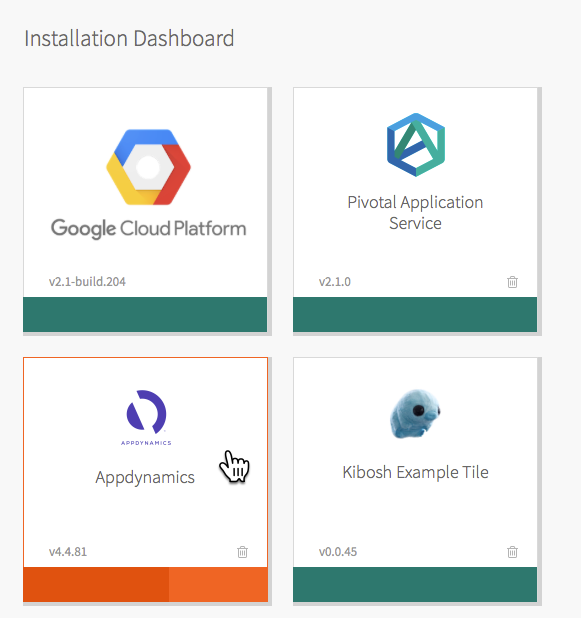 Installation Dashboard
Google Cloud Platform
v2.1-build.204
Pivotal Application
Service
v2.1.0
APPDYNAMICS
Appdynamics
v4.4.81
Kibosh Example Tile
v0.0.45